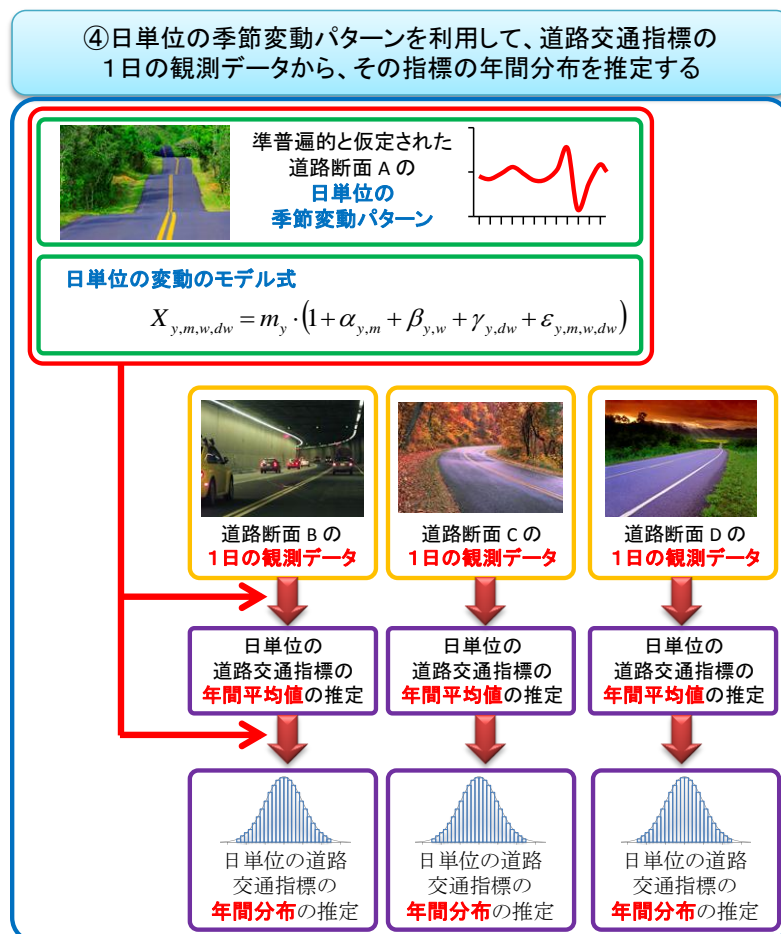 ④日単位の季節変動パターンを利用して、道路交通指標の
1日の観測データから、その指標の年間分布を推定する
準普遍的と仮定された
道路断面 A の
日単位の
季節変動パターン
日単位の変動のモデル式
X_{y,m,w,dw} = m_y · (1 + α_{y,m} + β_{y,w} + γ_{y,dw} + ε_{y,m,w,dw})
道路断面 B の
1日の観測データ
道路断面 C の
1日の観測データ
道路断面 D の
1日の観測データ
日単位の
道路交通指標の
年間平均値の推定
日単位の
道路交通指標の
年間平均値の推定
日単位の
道路交通指標の
年間平均値の推定
日単位の道路
交通指標の
年間分布の推定
日単位の道路
交通指標の
年間分布の推定
日単位の道路
交通指標の
年間分布の推定